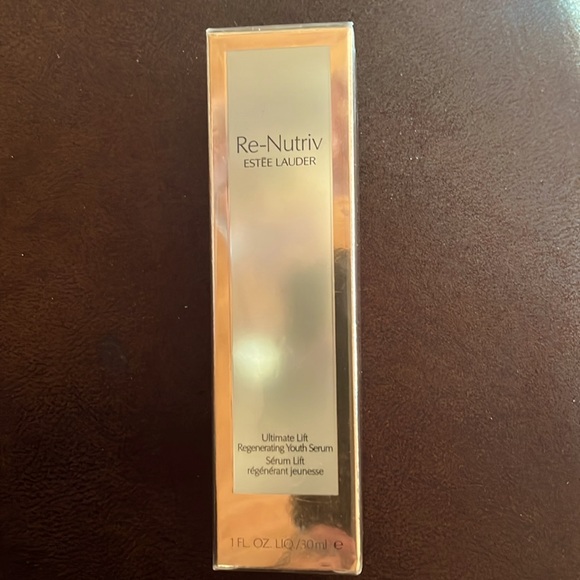 Re-Nutriv
ESTĒE LAUDER
Ultimate Lift
Regenerating Youth Serum
Sérum Lift
régénérant jeunesse
1 FL. OZ. LIQ./30 ml ℮